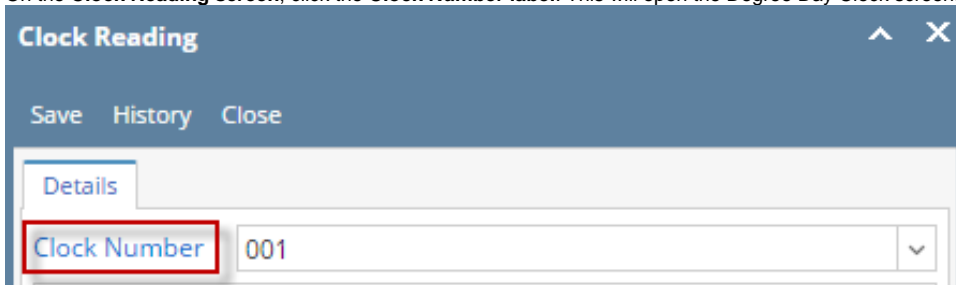 On the Clock Reading screen, click the Clock Number label. This will open the Degree Day Clock screen.
Clock Reading
Save History Close
Details
Clock Number 001